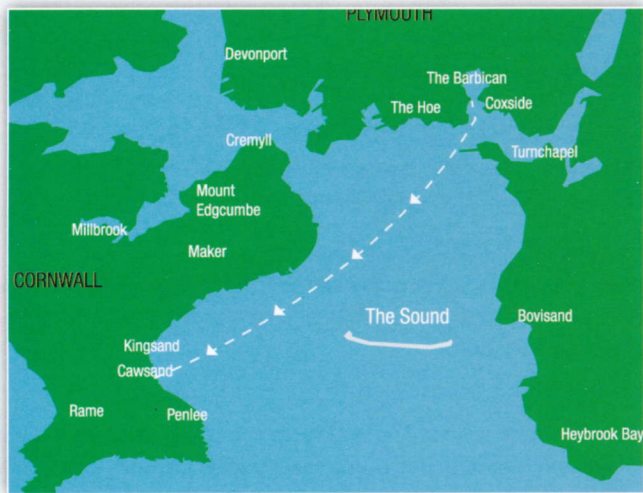 PLYMOUTH
Devonport
The Barbican
The Hoe
Coxside
Cremyll
Turnchapel
Mount
Edgcumbe
Millbrook
Maker
CORNWALL
The Sound
Bovisand
Kingsand
Cawsand
Rame
Penlee
Heybrook Bay